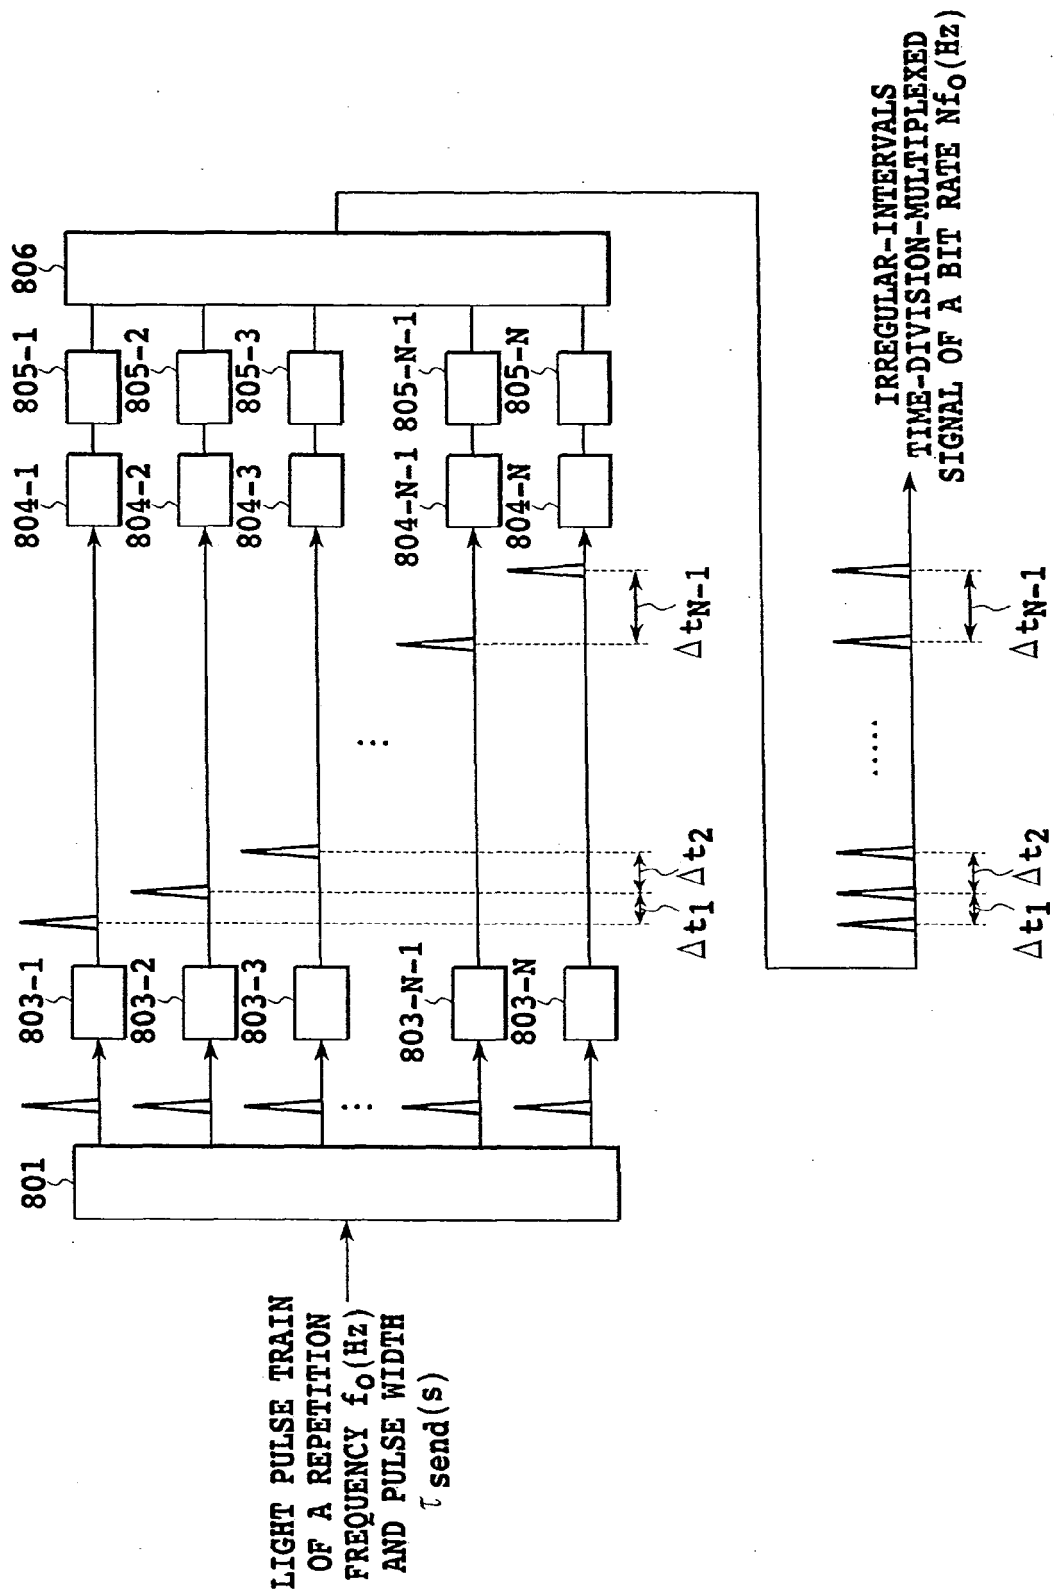 LIGHT PULSE TRAIN
OF A REPETITION
FREQUENCY fo(Hz)
AND PULSE WIDTH
τ send(s)
801
803-1
803-2
803-3
803-N-1
803-N
...
Δt1
Δt2
...
ΔtN-1
804-1
804-2
804-3
804-N-1
804-N
805-1
805-2
805-3
805-N-1
805-N
806
Δt1
Δt2
.....
ΔtN-1
IRREGULAR-INTERVALS
TIME-DIVISION-MULTIPLEXED
SIGNAL OF A BIT RATE Nfo(Hz)